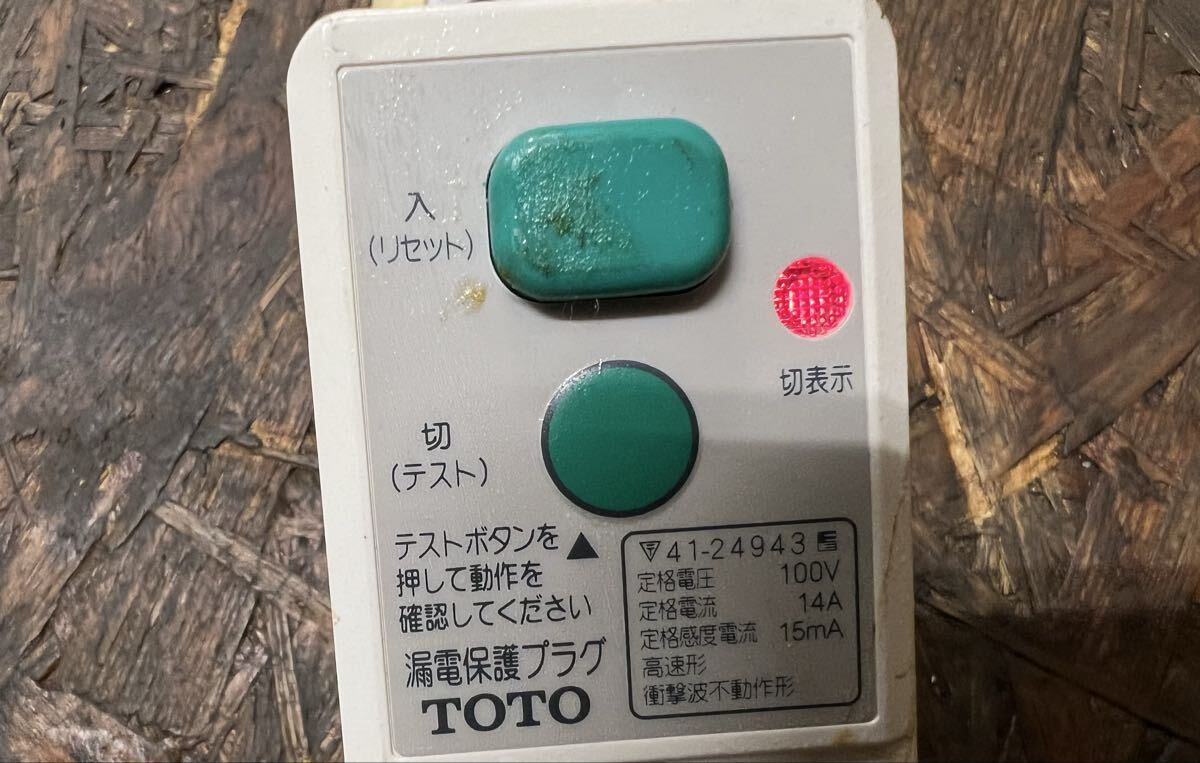 入
(リセット)
切表示
切
(テスト)
テストボタンを▲
押して動作を
確認してください
漏電保護プラグ
TOTO
41-24943
定格電圧 100V
定格電流 14A
定格感度電流 15mA
高速形
衝撃波不動作形